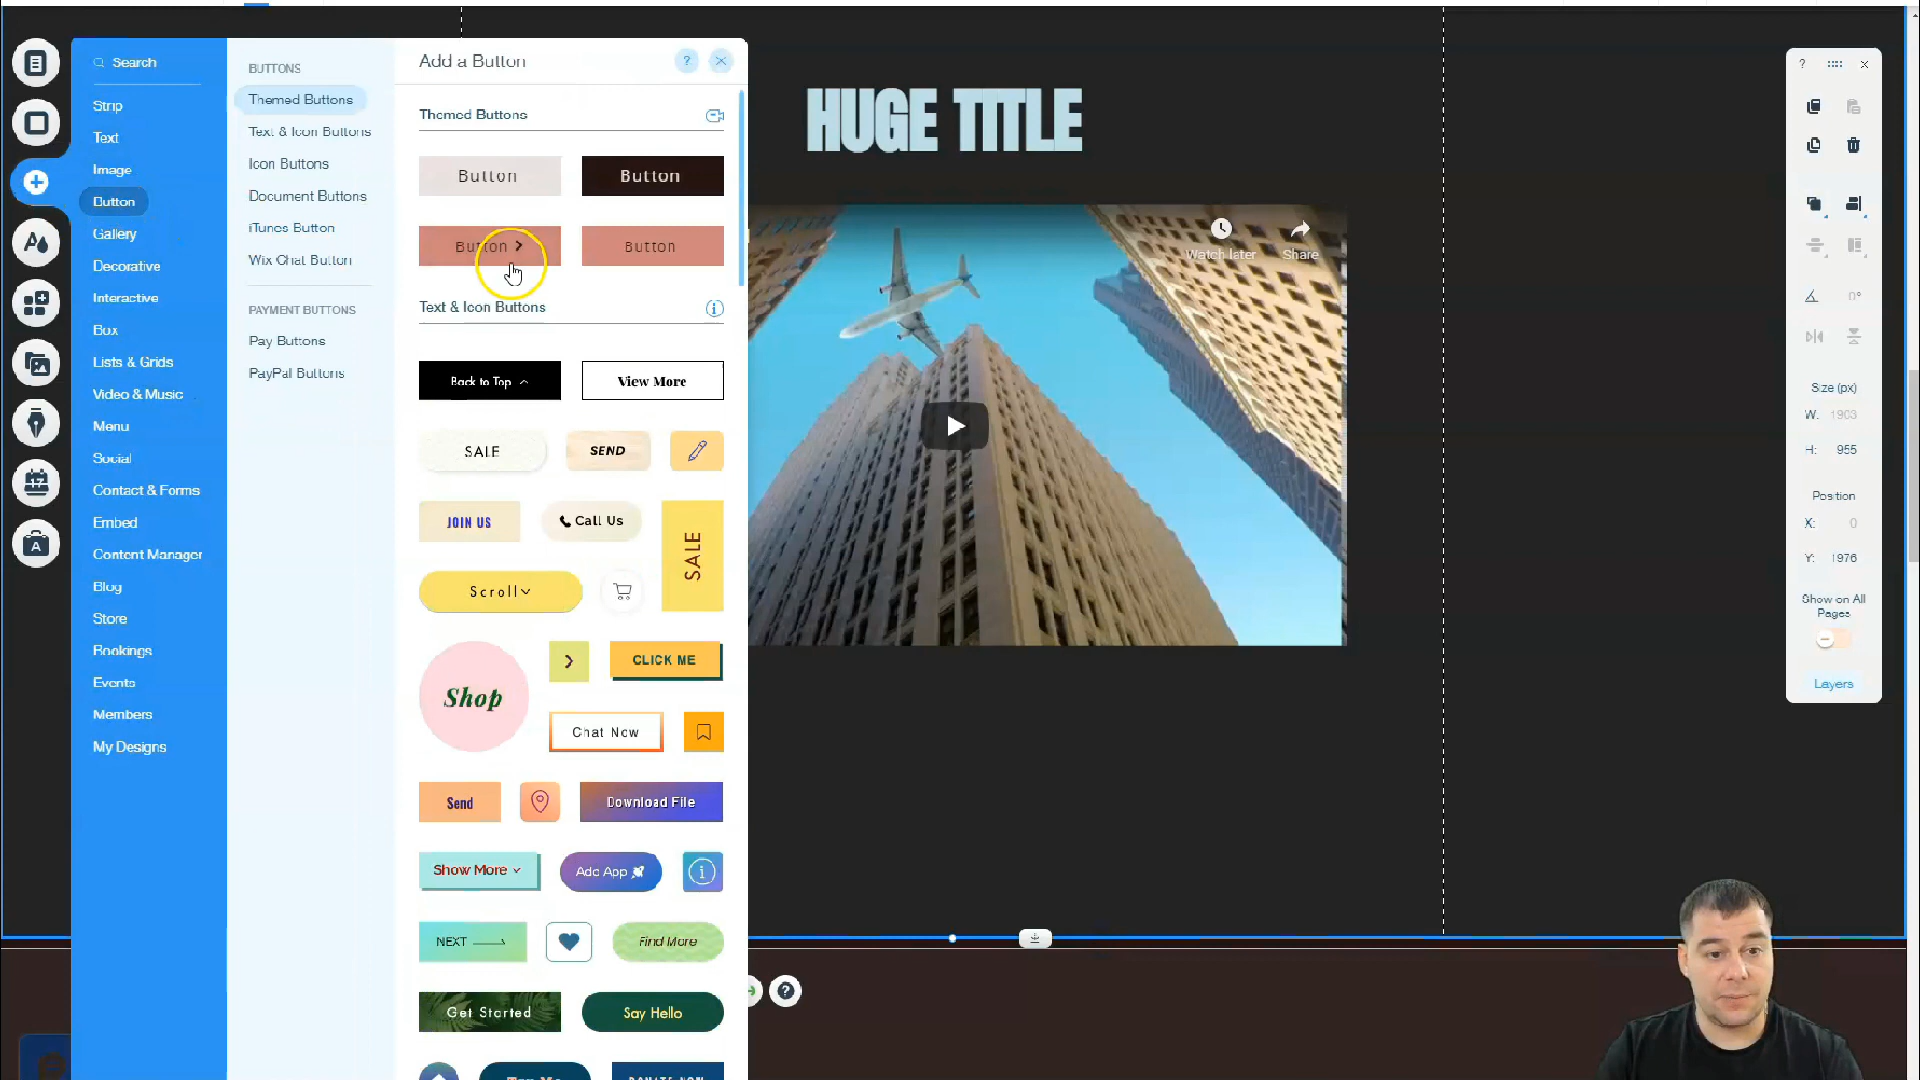 Search
Strip
Text
Image
Button
Gallery
Decorative
Interactive
Box
Lists & Grids
Video & Music
Menu
Social
Contact & Forms
Embed
Content Manager
Blog
Store
Bookings
Events
Members
My Designs
BUTTONS
Themed Buttons
Text & Icon Buttons
Icon Buttons
Document Buttons
iTunes Button
Wix Chat Button
PAYMENT BUTTONS
Pay Buttons
PayPal Buttons
Add a Button
?
Themed Buttons
Button
Button
Button
Button
Text & Icon Buttons
Back to Top
View More
SALE
SEND
JOIN US
Call Us
SALE
Scroll
Shop
CLICK ME
Chat Now
Send
Download File
Show More
Add App
NEXT
Find More
Get Started
Say Hello
HUGE TITLE
Watch later
Share
?
?
0°
Size (px)
W: 1903
H: 955
Position
X: 0
Y: 1976
Show on All
Pages
Layers